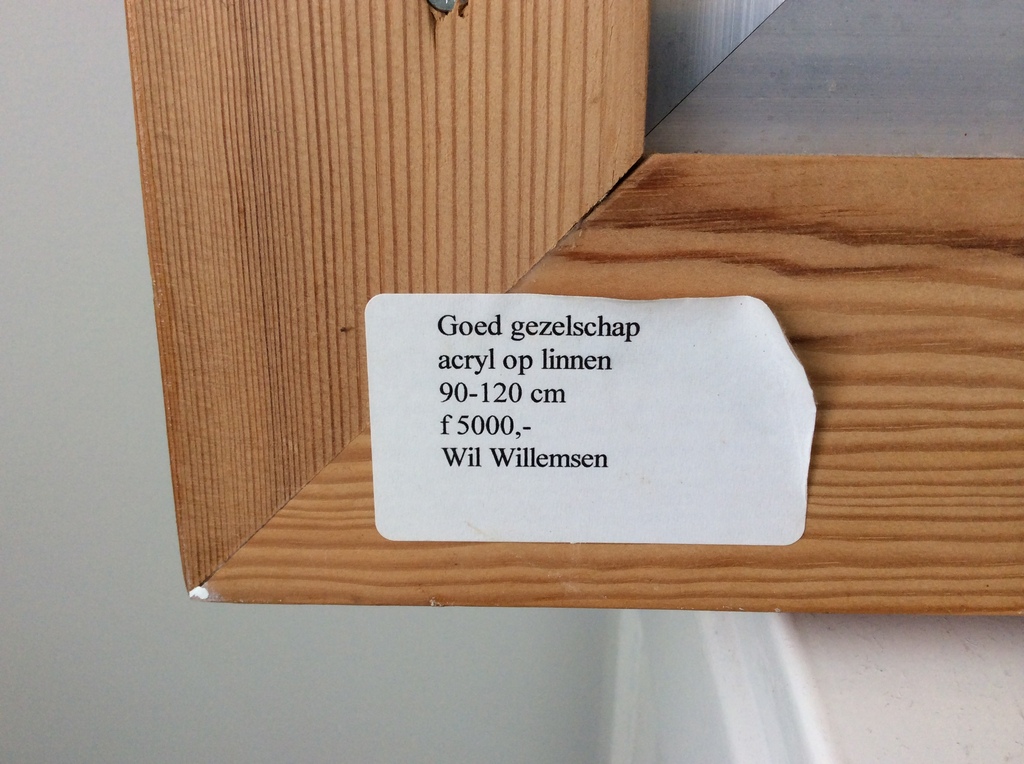 Goed gezelschap
acryl op linnen
90-120 cm
f 5000,-
Wil Willemsen